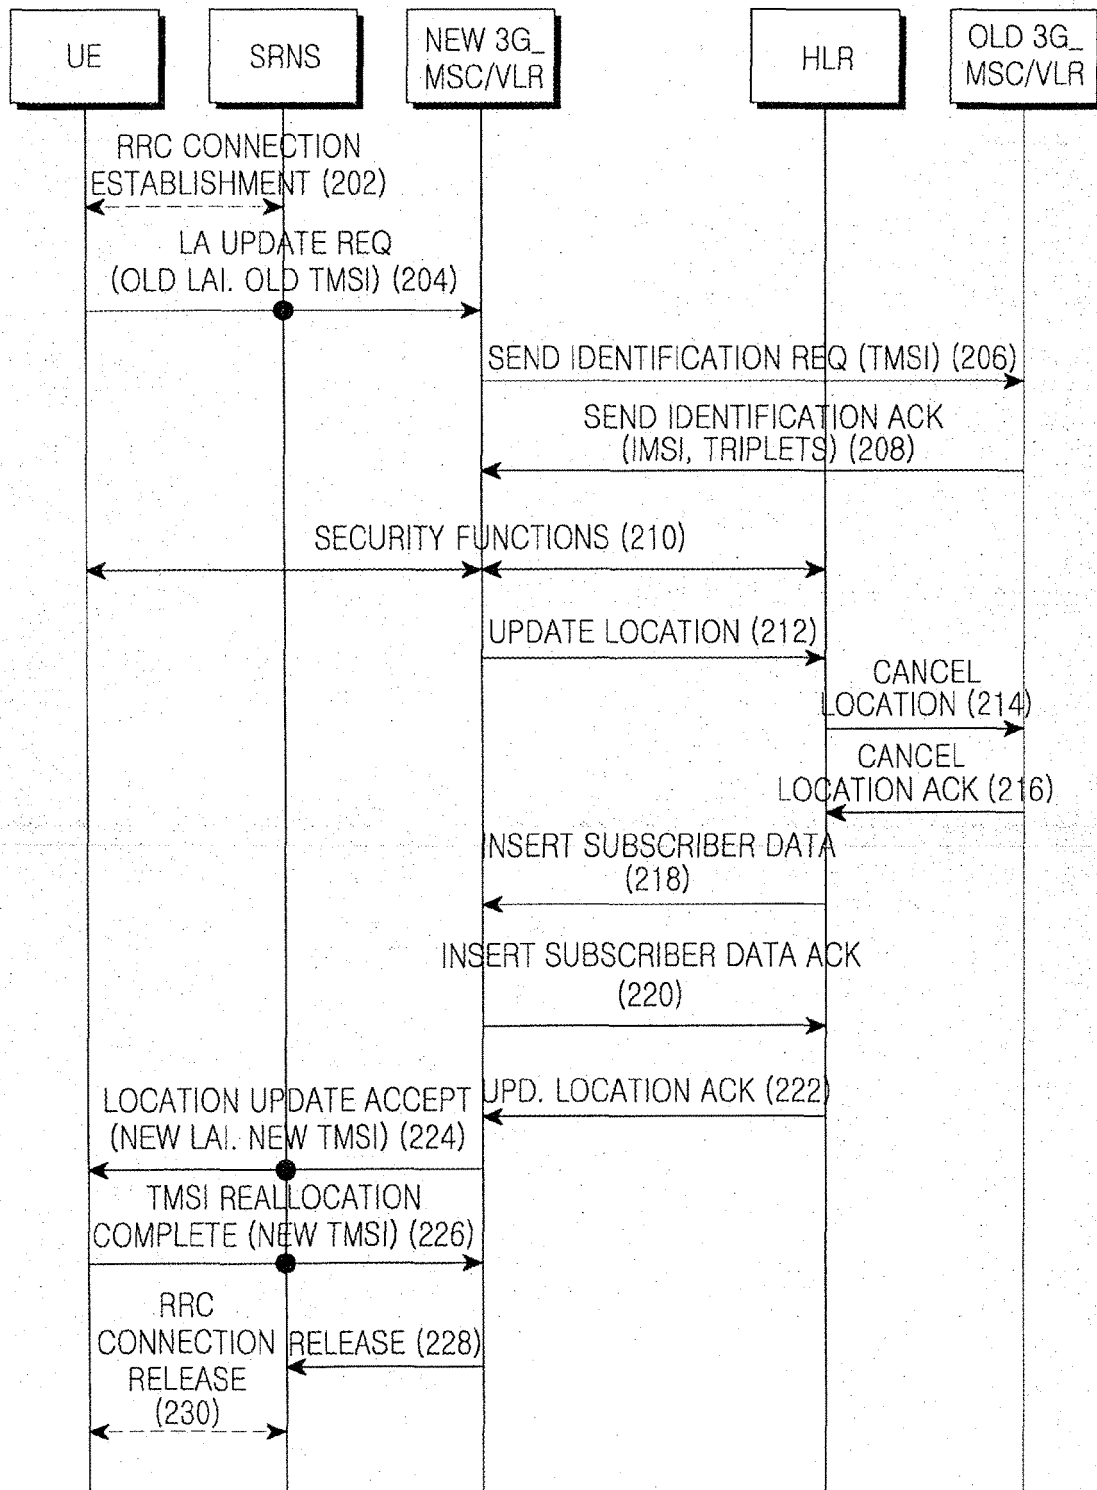 UE
SRNS
NEW 3G_
MSC/VLR
HLR
OLD 3G_
MSC/VLR
RRC CONNECTION
ESTABLISHMENT (202)
LA UPDATE REQ
(OLD LAI. OLD TMSI) (204)
SEND IDENTIFICATION REQ (TMSI) (206)
SEND IDENTIFICATION ACK
(IMSI, TRIPLETS) (208)
SECURITY FUNCTIONS (210)
UPDATE LOCATION (212)
CANCEL
LOCATION (214)
CANCEL
LOCATION ACK (216)
INSERT SUBSCRIBER DATA
(218)
INSERT SUBSCRIBER DATA ACK
(220)
UPD. LOCATION ACK (222)
LOCATION UPDATE ACCEPT
(NEW LAI. NEW TMSI) (224)
TMSI REALLOCATION
COMPLETE (NEW TMSI) (226)
RELEASE (228)
RRC
CONNECTION
RELEASE
(230)